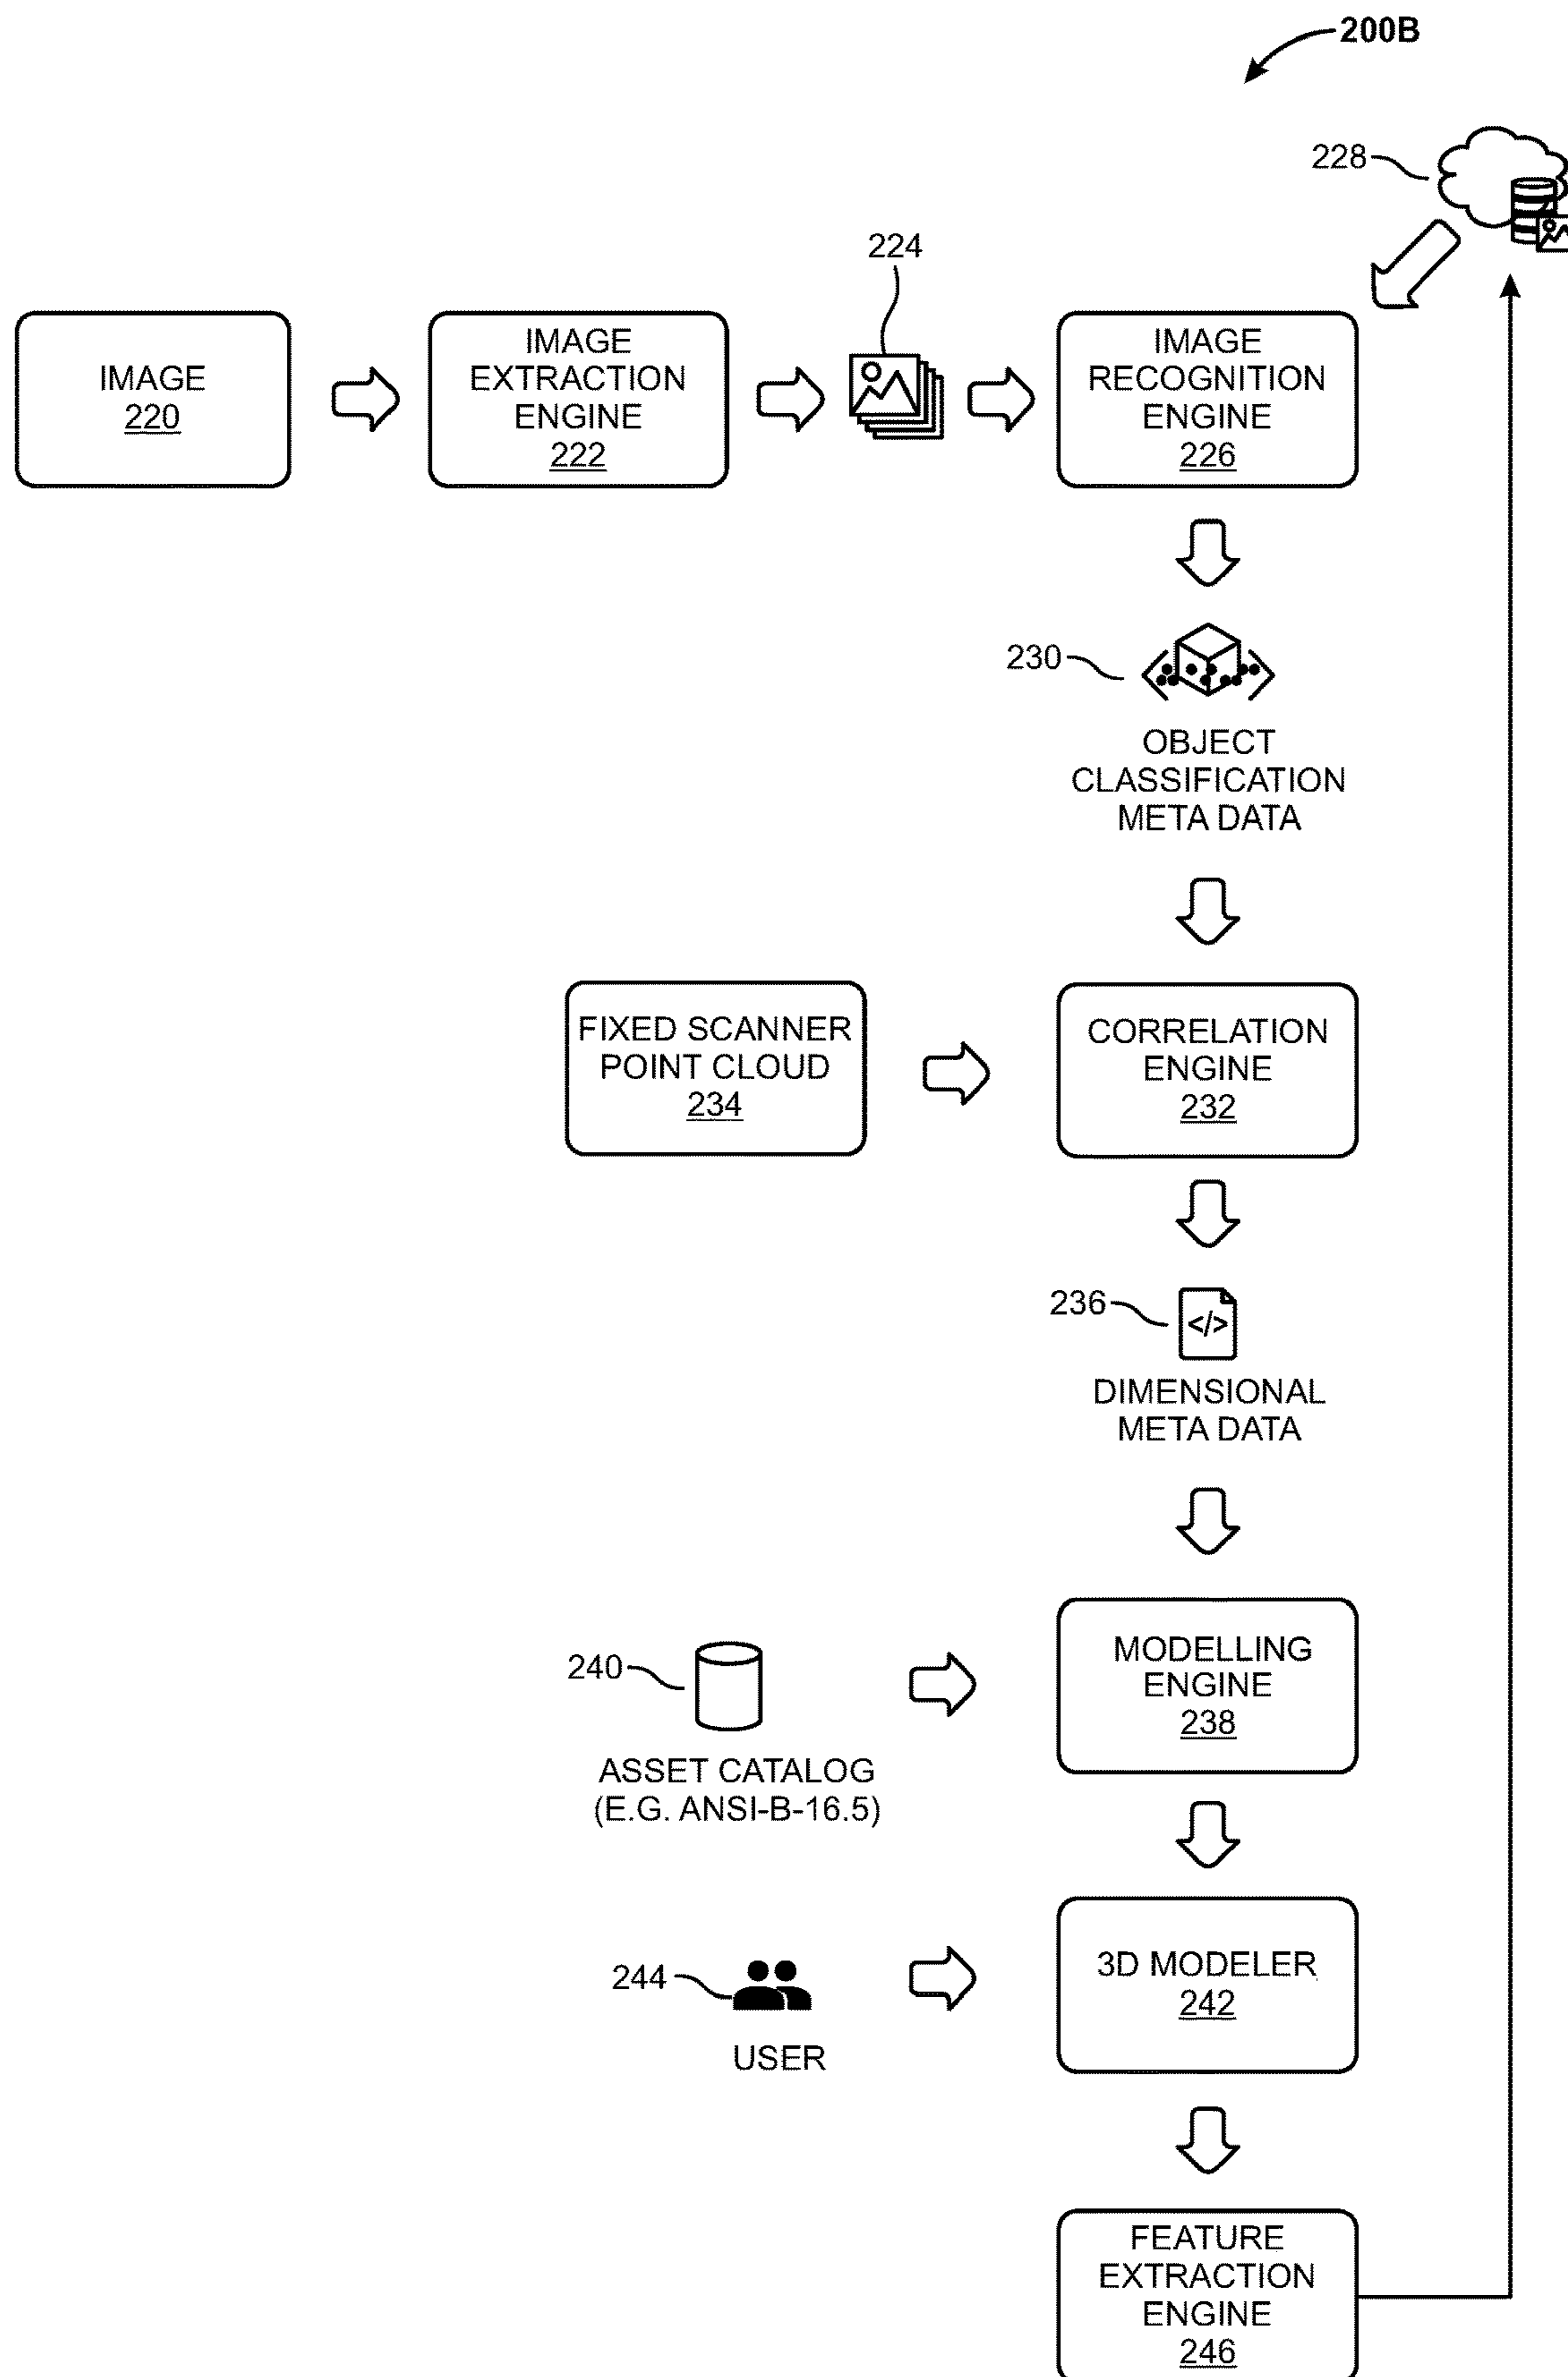 200B
228
224
IMAGE
220
IMAGE
EXTRACTION
ENGINE
222
IMAGE
RECOGNITION
ENGINE
226
230
OBJECT
CLASSIFICATION
META DATA
FIXED SCANNER
POINT CLOUD
234
CORRELATION
ENGINE
232
236
</>
DIMENSIONAL
META DATA
240
ASSET CATALOG
(E.G. ANSI-B-16.5)
MODELLING
ENGINE
238
244
USER
3D MODELER
242
FEATURE
EXTRACTION
ENGINE
246